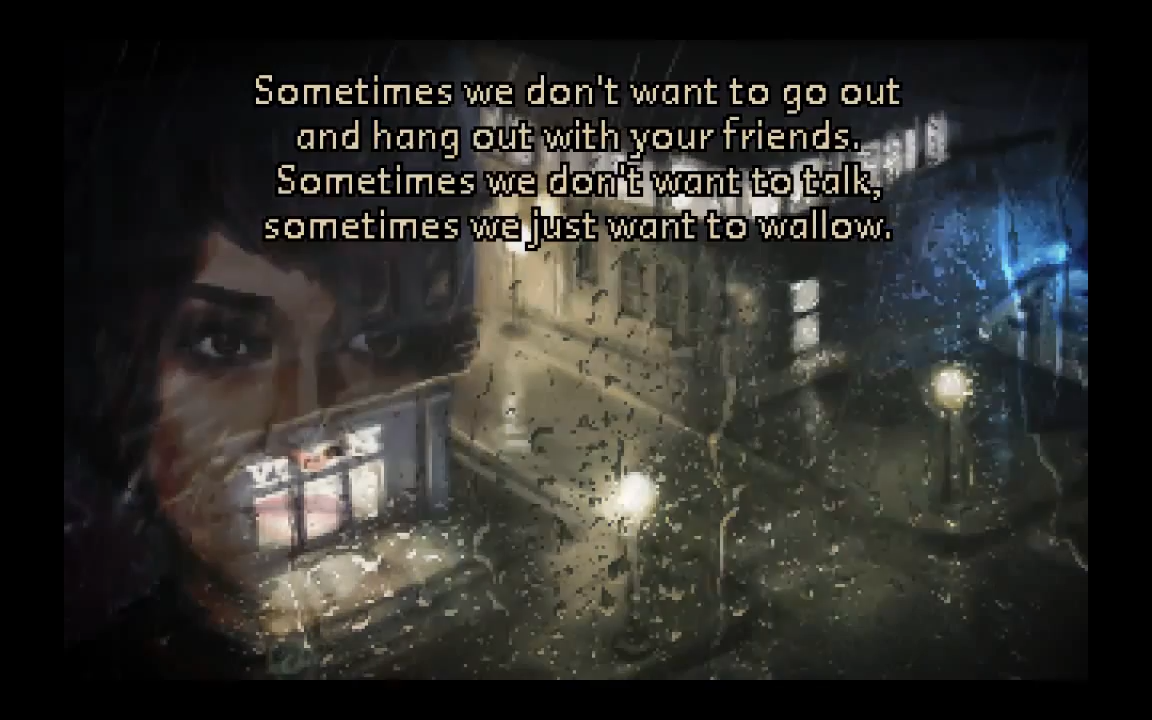 Sometimes we don't want to go out
and hang out with your friends.
Sometimes we don't want to talk,
sometimes we just want to wallow.